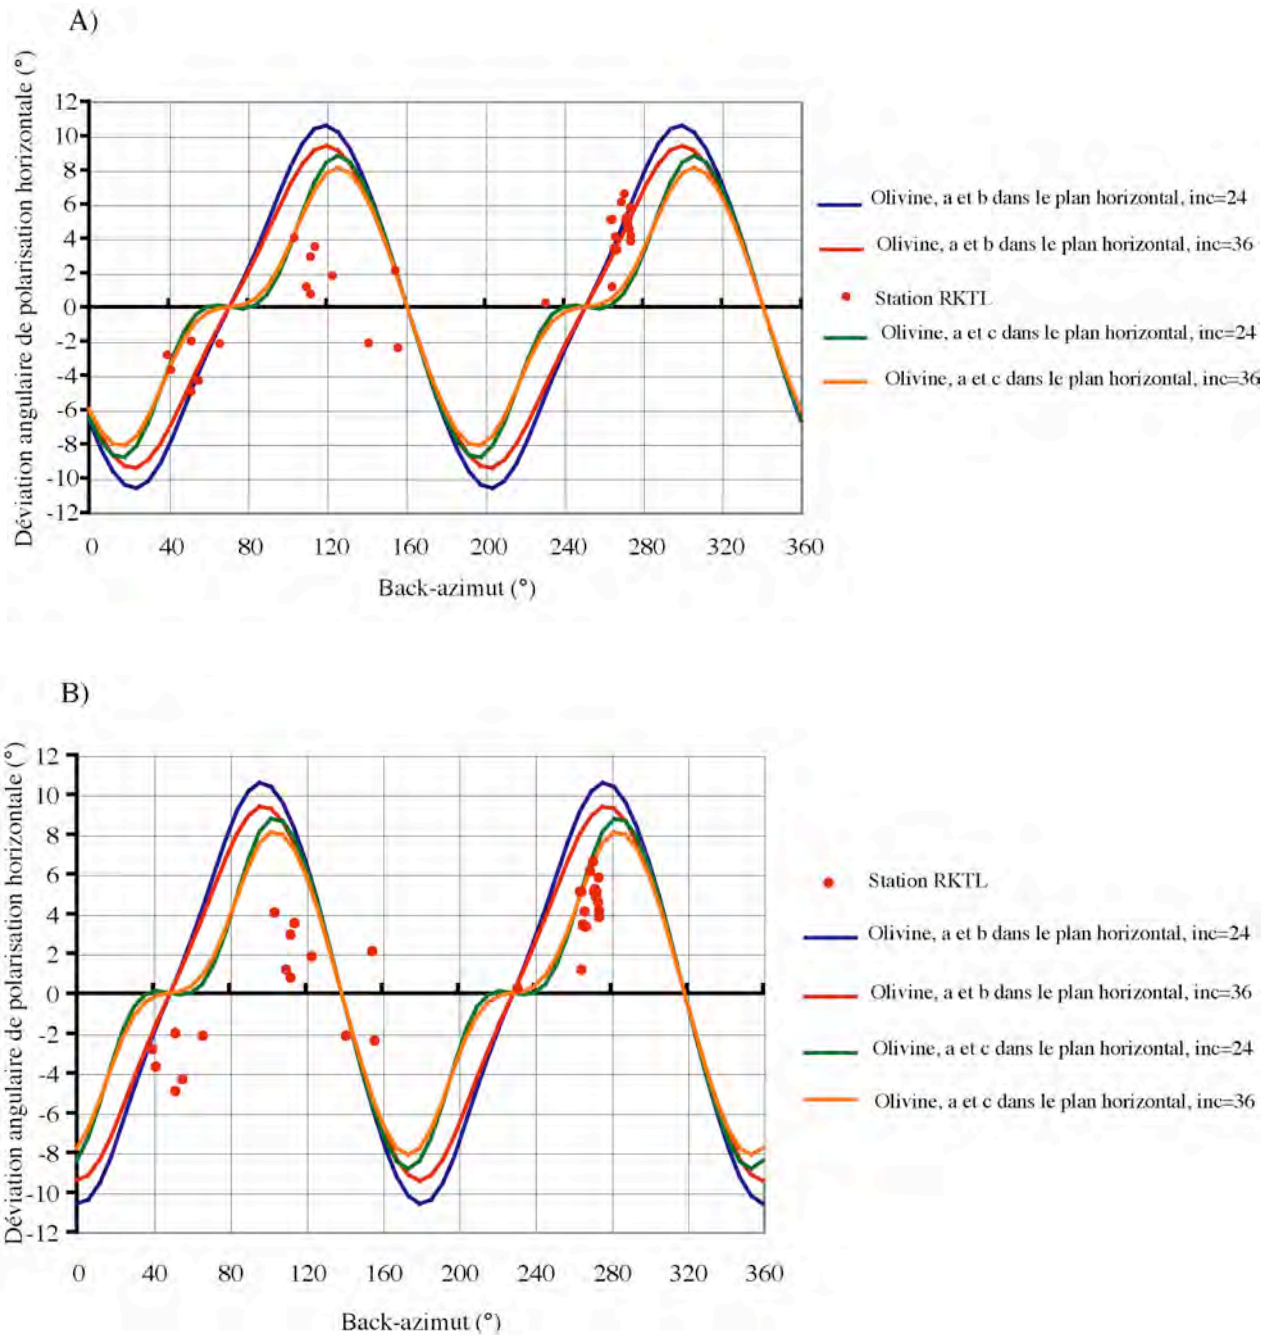 A)
Déviation angulaire de polarisation horizontale (°)
12
10
8
6
4
2
0
-2
-4
-6
-8
-10
-12
0 40 80 120 160 200 240 280 320 360
Back-azimut (°)
Olivine, a et b dans le plan horizontal, inc=24
Olivine, a et b dans le plan horizontal, inc=36
Station RKTL
Olivine, a et c dans le plan horizontal, inc=24
Olivine, a et c dans le plan horizontal, inc=36
B)
Déviation angulaire de polarisation horizontale (°)
12
10
8
6
4
2
0
-2
-4
-6
-8
-10
-12
0 40 80 120 160 200 240 280 320 360
Back-azimut (°)
Station RKTL
Olivine, a et b dans le plan horizontal, inc=24
Olivine, a et b dans le plan horizontal, inc=36
Olivine, a et c dans le plan horizontal, inc=24
Olivine, a et c dans le plan horizontal, inc=36